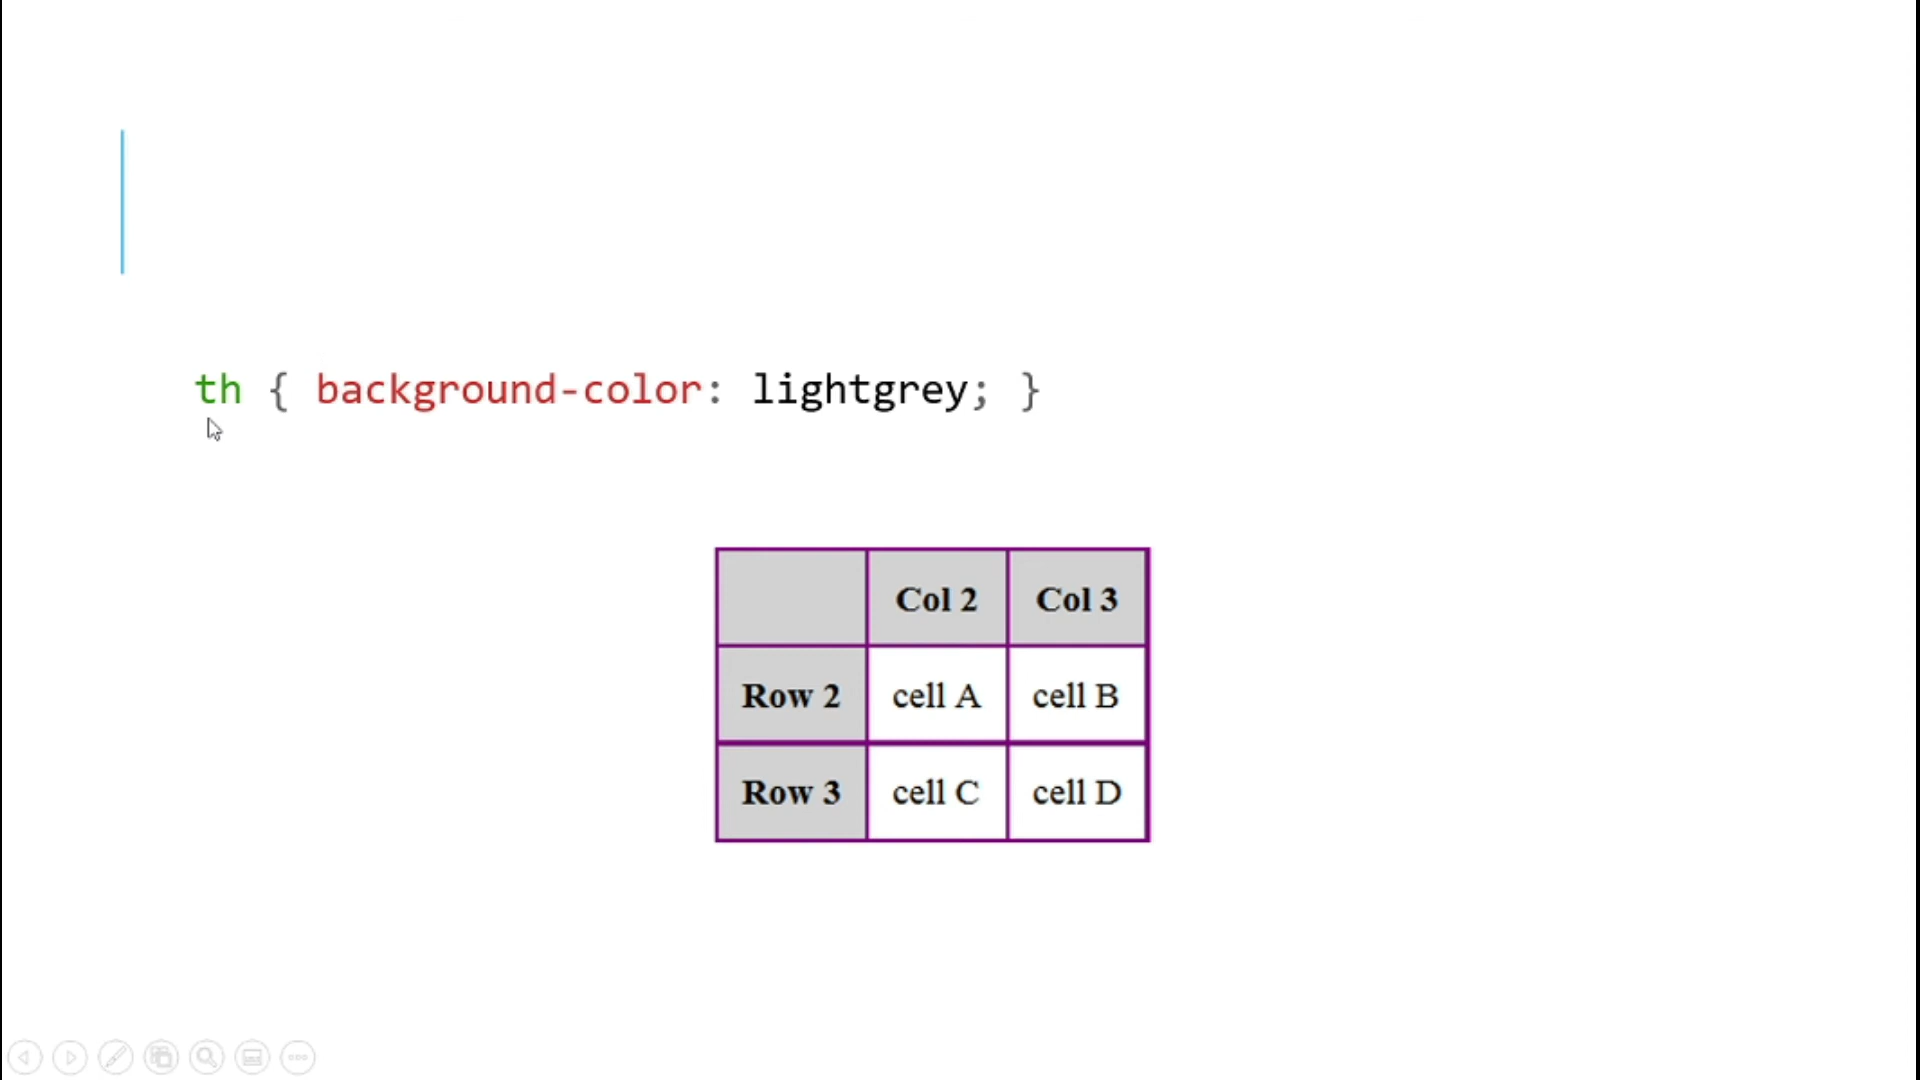 th { background-color: lightgrey; }
Col 2 Col 3
Row 2 cell A cell B
Row 3 cell C cell D